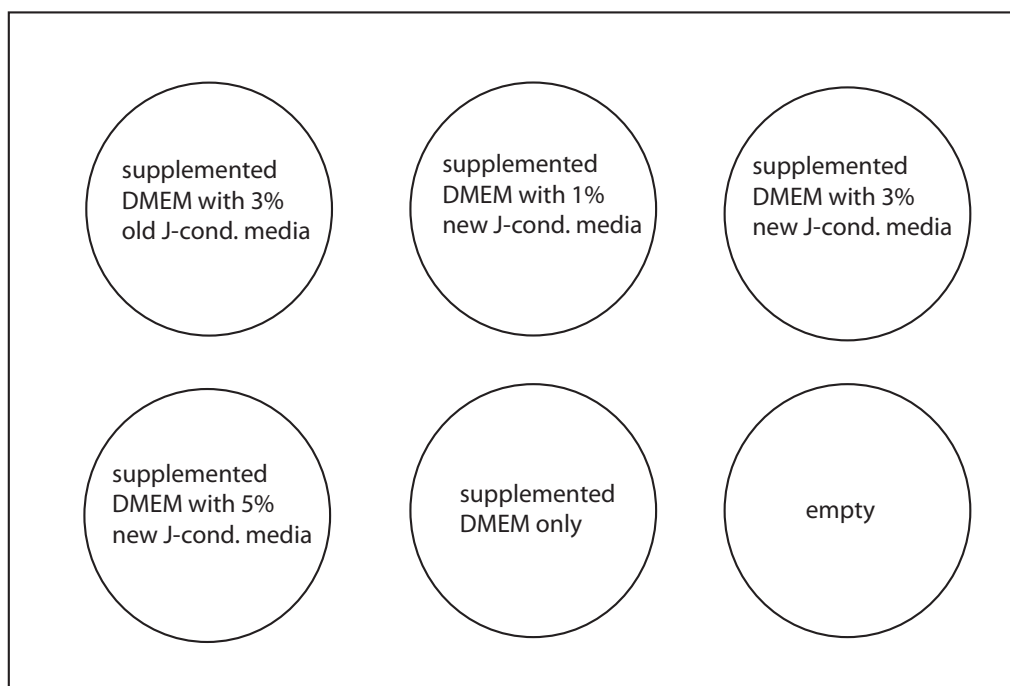 supplemented
DMEM with 3%
old J-cond. media
supplemented
DMEM with 1%
new J-cond. media
supplemented
DMEM with 3%
new J-cond. media
supplemented
DMEM with 5%
new J-cond. media
supplemented
DMEM only
empty